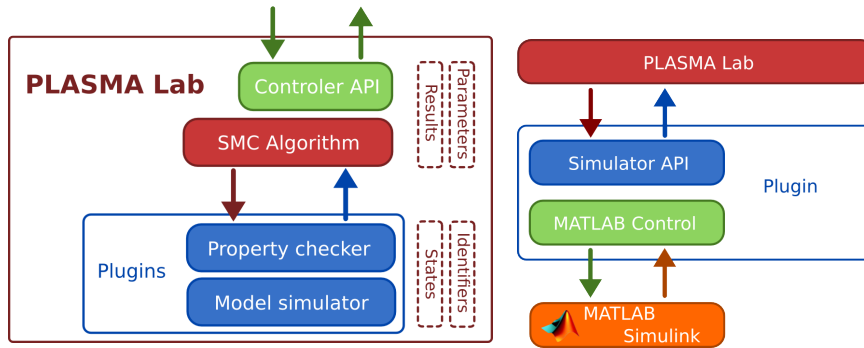 PLASMA Lab
Controler API
SMC Algorithm
Results
Parameters
Plugins
Property checker
Model simulator
States
Identifiers
PLASMA Lab
Simulator API
Plugin
MATLAB Control
MATLAB
Simulink